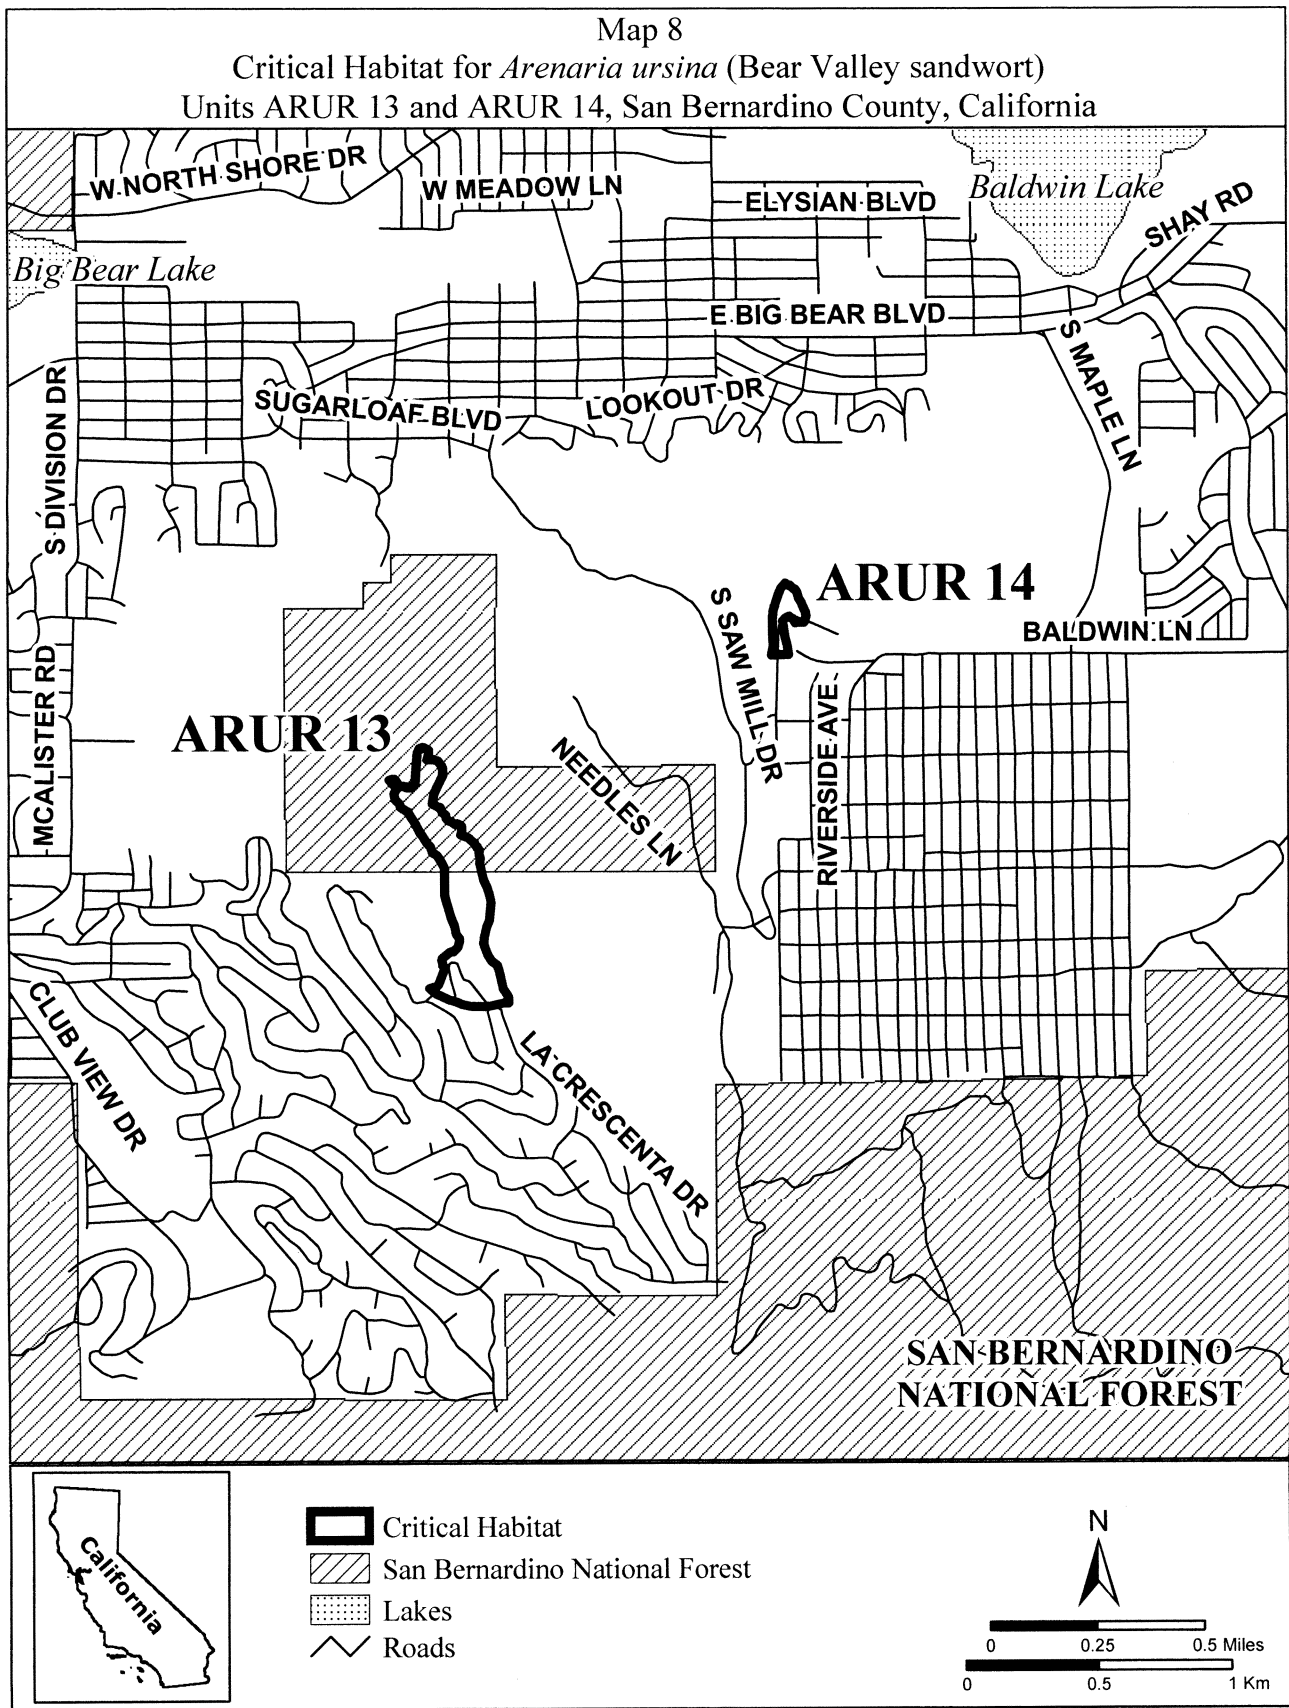 Map 8
Critical Habitat for Arenaria ursina (Bear Valley sandwort)
Units ARUR 13 and ARUR 14, San Bernardino County, California
W NORTH SHORE DR
W MEADOW LN
ELYSIAN BLVD
Baldwin Lake
SHAY RD
Big Bear Lake
E BIG BEAR BLVD
S MAPLE LN
S DIVISION DR
SUGARLOAF BLVD
LOOKOUT DR
ARUR 14
S SAW MILL DR
BALDWIN LN
MCALISTER RD
ARUR 13
NEEDLES LN
RIVERSIDE AVE
CLUB VIEW DR
LA CRESCENTA DR
SAN BERNARDINO
NATIONAL FOREST
California
Critical Habitat
San Bernardino National Forest
Lakes
Roads
N
0 0.25 0.5 Miles
0 0.5 1 Km